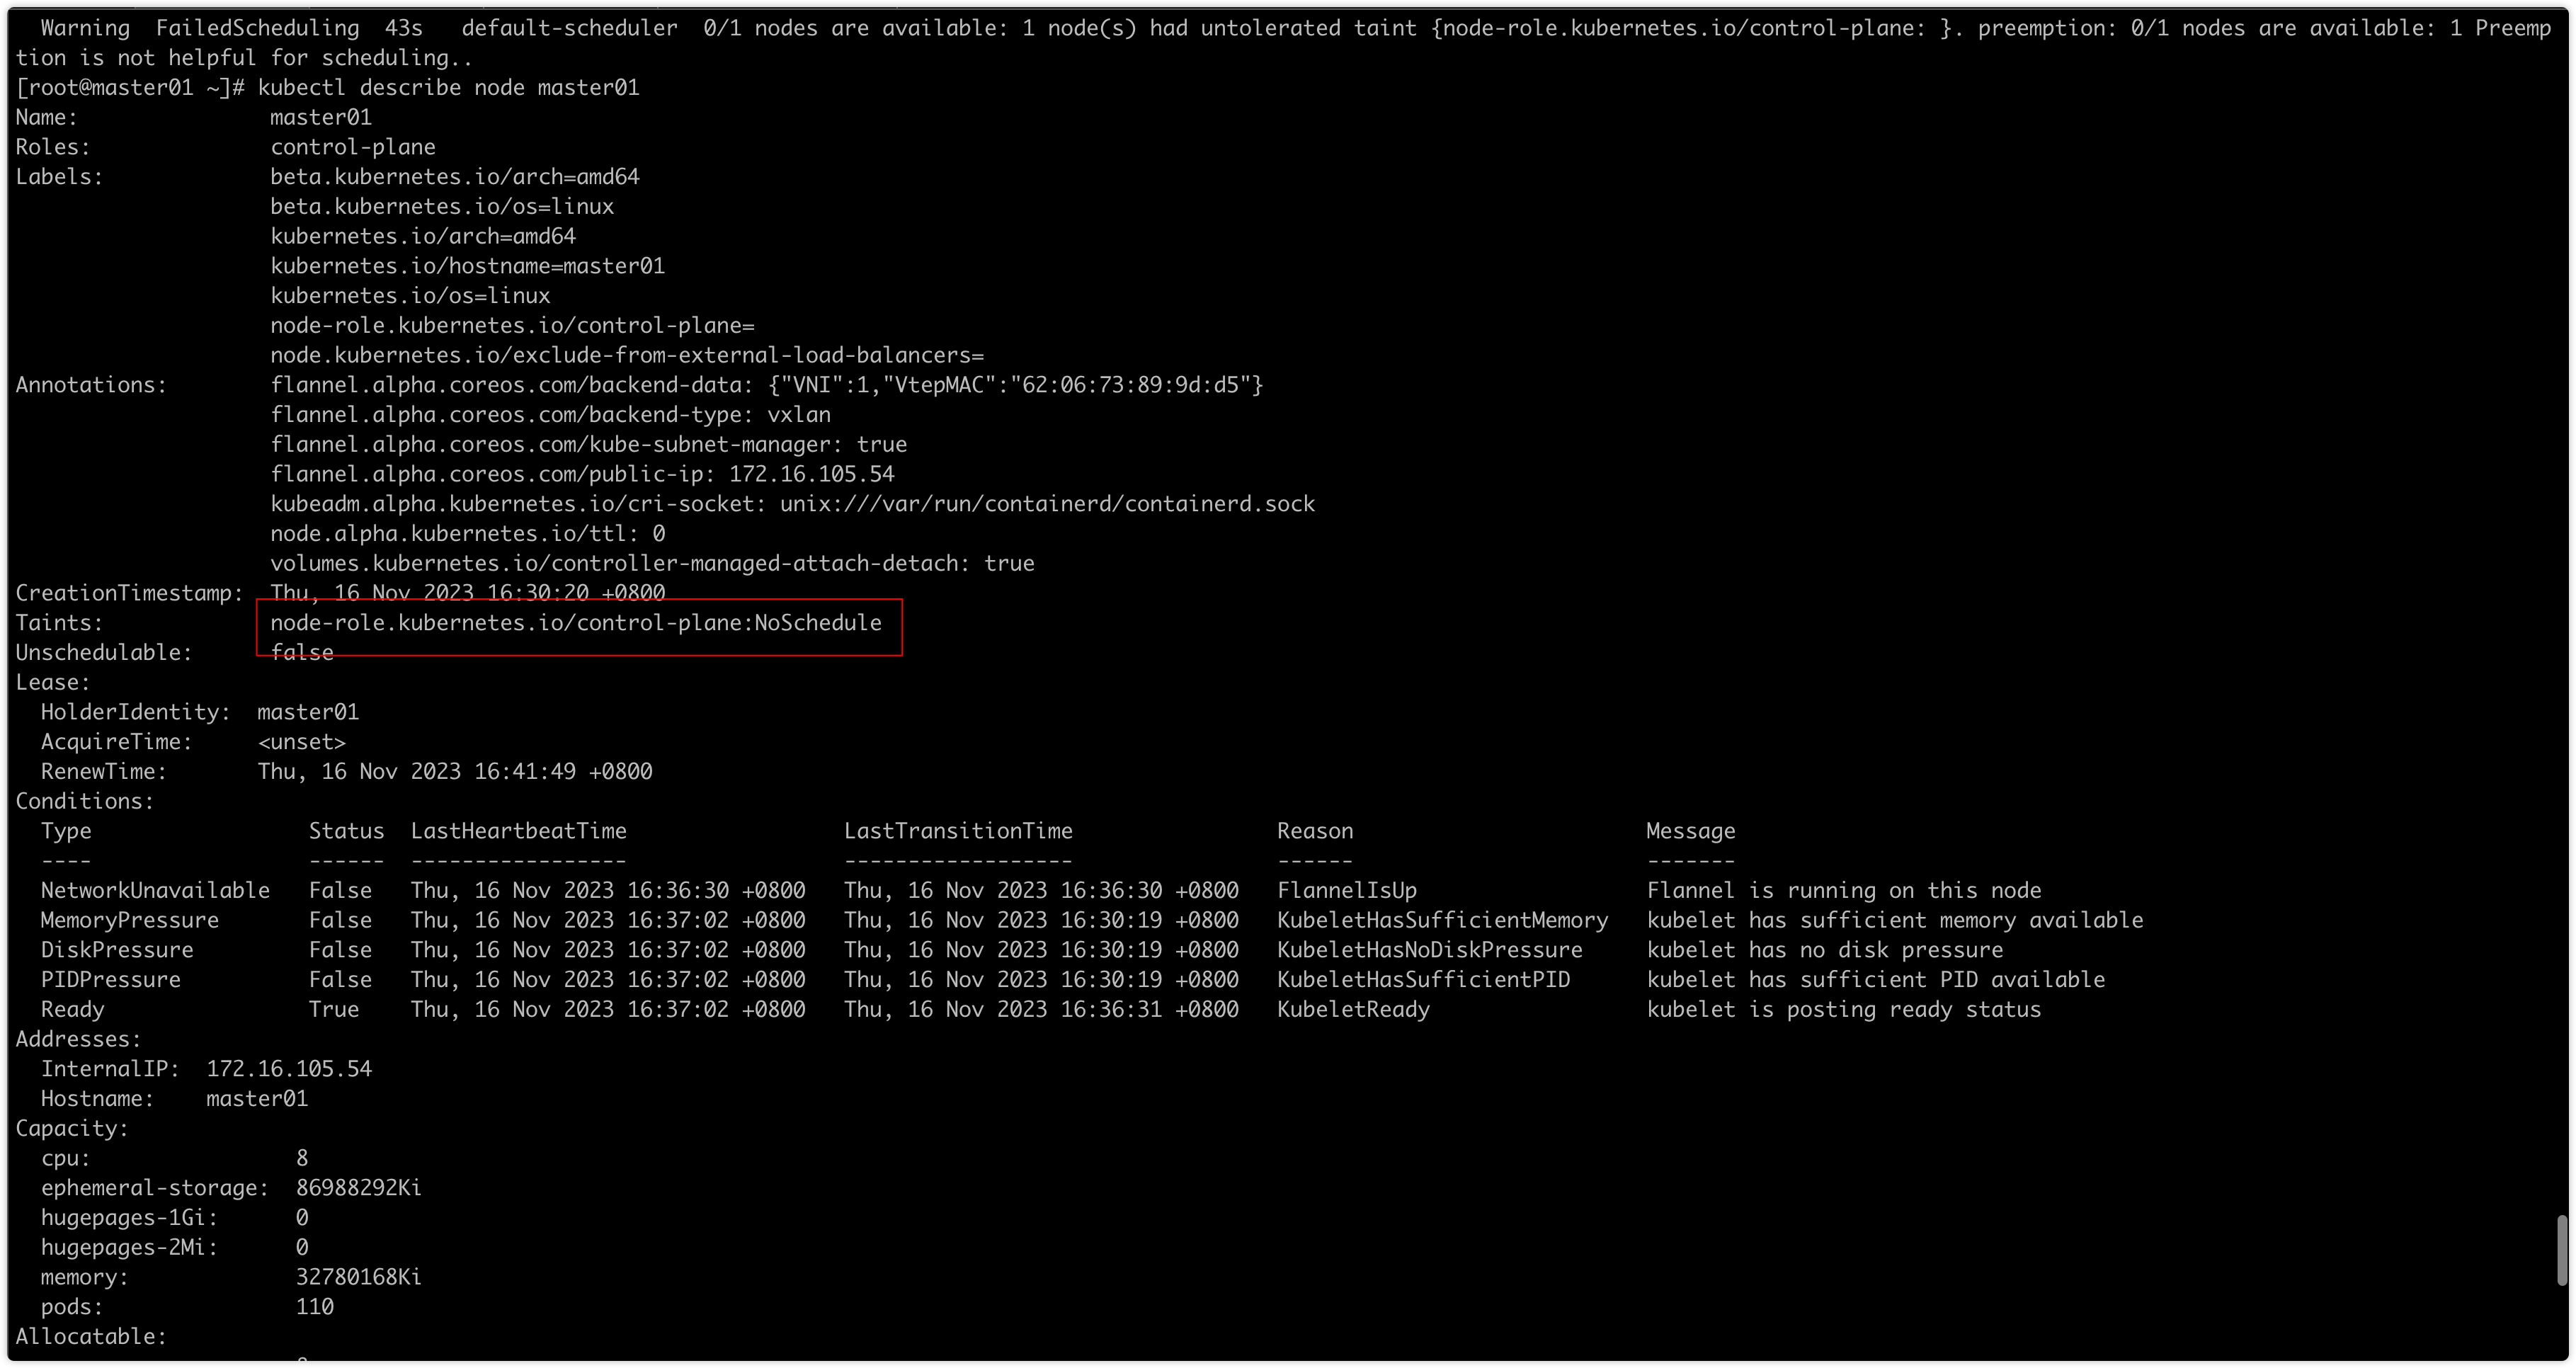 Warning  FailedScheduling  43s   default-scheduler  0/1 nodes are available: 1 node(s) had untolerated taint {node-role.kubernetes.io/control-plane: }. preemption: 0/1 nodes are available: 1 Preemp
tion is not helpful for scheduling..
[root@master01 ~]# kubectl describe node master01
Name:               master01
Roles:              control-plane
Labels:             beta.kubernetes.io/arch=amd64
                    beta.kubernetes.io/os=linux
                    kubernetes.io/arch=amd64
                    kubernetes.io/hostname=master01
                    kubernetes.io/os=linux
                    node-role.kubernetes.io/control-plane=
                    node.kubernetes.io/exclude-from-external-load-balancers=
Annotations:        flannel.alpha.coreos.com/backend-data: {"VNI":1,"VtepMAC":"62:06:73:89:9d:d5"}
                    flannel.alpha.coreos.com/backend-type: vxlan
                    flannel.alpha.coreos.com/kube-subnet-manager: true
                    flannel.alpha.coreos.com/public-ip: 172.16.105.54
                    kubeadm.alpha.kubernetes.io/cri-socket: unix:///var/run/containerd/containerd.sock
                    node.alpha.kubernetes.io/ttl: 0
                    volumes.kubernetes.io/controller-managed-attach-detach: true
CreationTimestamp:  Thu, 16 Nov 2023 16:30:20 +0800
Taints:             node-role.kubernetes.io/control-plane:NoSchedule
Unschedulable:      false
Lease:
  HolderIdentity:  master01
  AcquireTime:     <unset>
  RenewTime:       Thu, 16 Nov 2023 16:41:49 +0800
Conditions:
  Type                 Status  LastHeartbeatTime                 LastTransitionTime                Reason                       Message
  ----                 ------  -----------------                 ------------------                ------                       -------
  NetworkUnavailable   False   Thu, 16 Nov 2023 16:36:30 +0800   Thu, 16 Nov 2023 16:36:30 +0800   FlannelIsUp                  Flannel is running on this node
  MemoryPressure       False   Thu, 16 Nov 2023 16:37:02 +0800   Thu, 16 Nov 2023 16:30:19 +0800   KubeletHasSufficientMemory   kubelet has sufficient memory available
  DiskPressure         False   Thu, 16 Nov 2023 16:37:02 +0800   Thu, 16 Nov 2023 16:30:19 +0800   KubeletHasNoDiskPressure     kubelet has no disk pressure
  PIDPressure          False   Thu, 16 Nov 2023 16:37:02 +0800   Thu, 16 Nov 2023 16:30:19 +0800   KubeletHasSufficientPID      kubelet has sufficient PID available
  Ready                True    Thu, 16 Nov 2023 16:37:02 +0800   Thu, 16 Nov 2023 16:36:31 +0800   KubeletReady                 kubelet is posting ready status
Addresses:
  InternalIP:  172.16.105.54
  Hostname:    master01
Capacity:
  cpu:                8
  ephemeral-storage:  86988292Ki
  hugepages-1Gi:      0
  hugepages-2Mi:      0
  memory:             32780168Ki
  pods:               110
Allocatable: